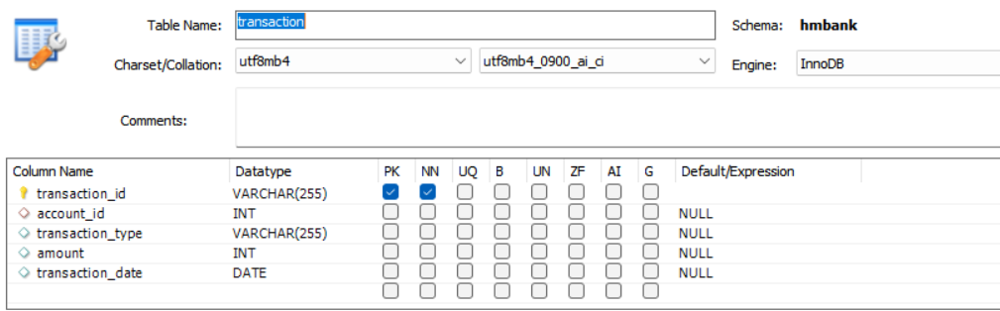 Table Name: transaction Schema: hmbank
Charset/Collation: utf8mb4 utf8mb4_0900_ai_ci Engine: InnoDB
Comments:
Column Name Datatype PK NN UQ B UN ZF AI G Default/Expression
transaction_id VARCHAR(255)
account_id INT NULL
transaction_type VARCHAR(255) NULL
amount INT NULL
transaction_date DATE NULL